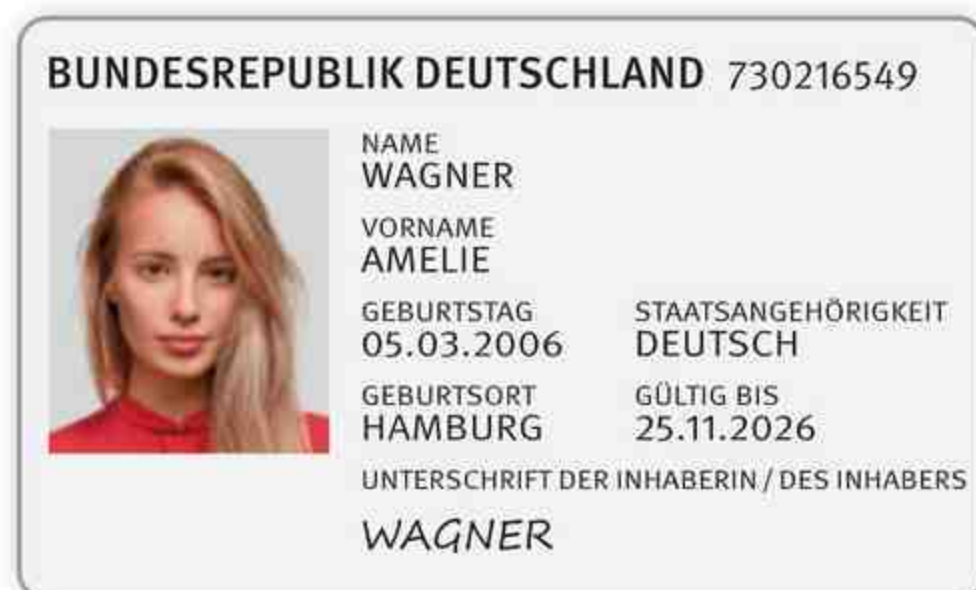 BUNDESREPUBLIK DEUTSCHLAND 730216549
NAME
WAGNER
VORNAME
AMELIE
GEBURTSTAG STAATSANGEHÖRIGKEIT
05.03.2006 DEUTSCH
GEBURTSORT GÜLTIG BIS
HAMBURG 25.11.2026
UNTERSCHRIFT DER INHABERIN / DES INHABERS
WAGNER